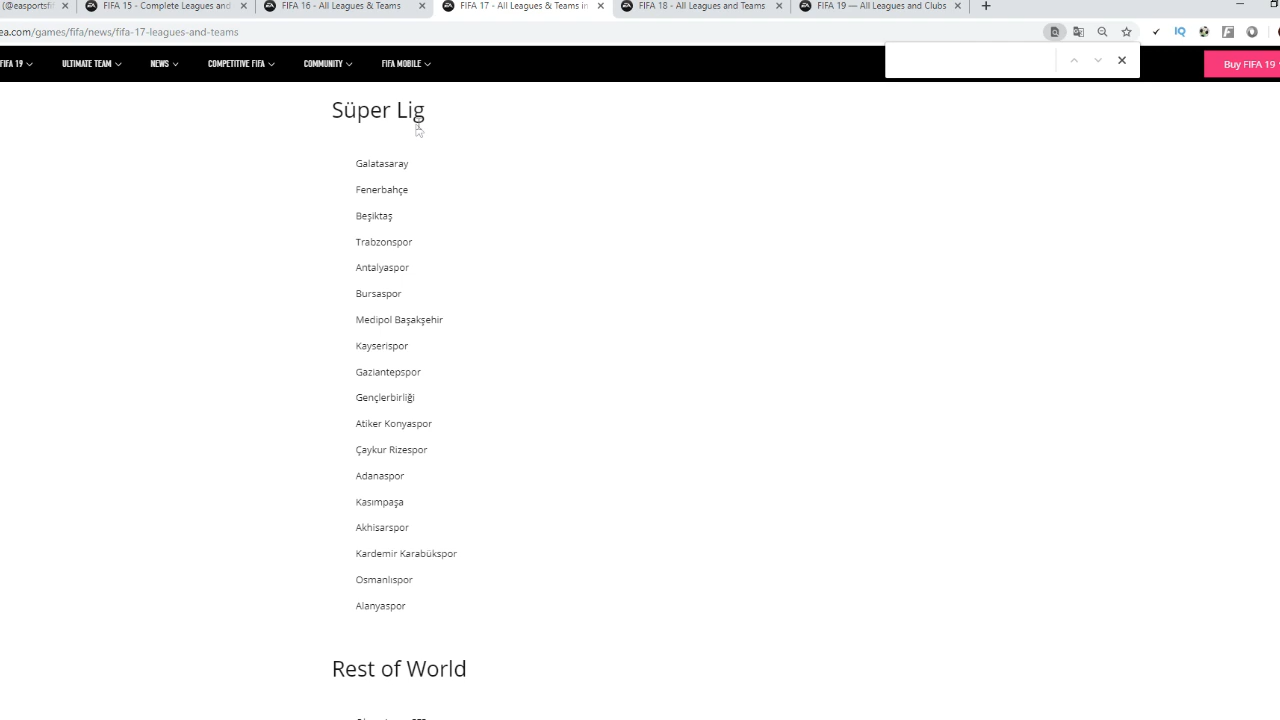 (@easportsfi
FIFA 15 - Complete Leagues and
FIFA 16 - All Leagues & Teams
FIFA 17 - All Leagues & Teams in
FIFA 18 - All Leagues and Teams
FIFA 19 — All Leagues and Clubs
ea.com/games/fifa/news/fifa-17-leagues-and-teams
IQ
FIFA 19
ULTIMATE TEAM
NEWS
COMPETITIVE FIFA
COMMUNITY
FIFA MOBILE
Buy FIFA 19
Süper Lig
Galatasaray
Fenerbahçe
Beşiktaş
Trabzonspor
Antalyaspor
Bursaspor
Medipol Başakşehir
Kayserispor
Gaziantepspor
Gençlerbirliği
Atiker Konyaspor
Çaykur Rizespor
Adanaspor
Kasımpaşa
Akhisarspor
Kardemir Karabükspor
Osmanlıspor
Alanyaspor
Rest of World